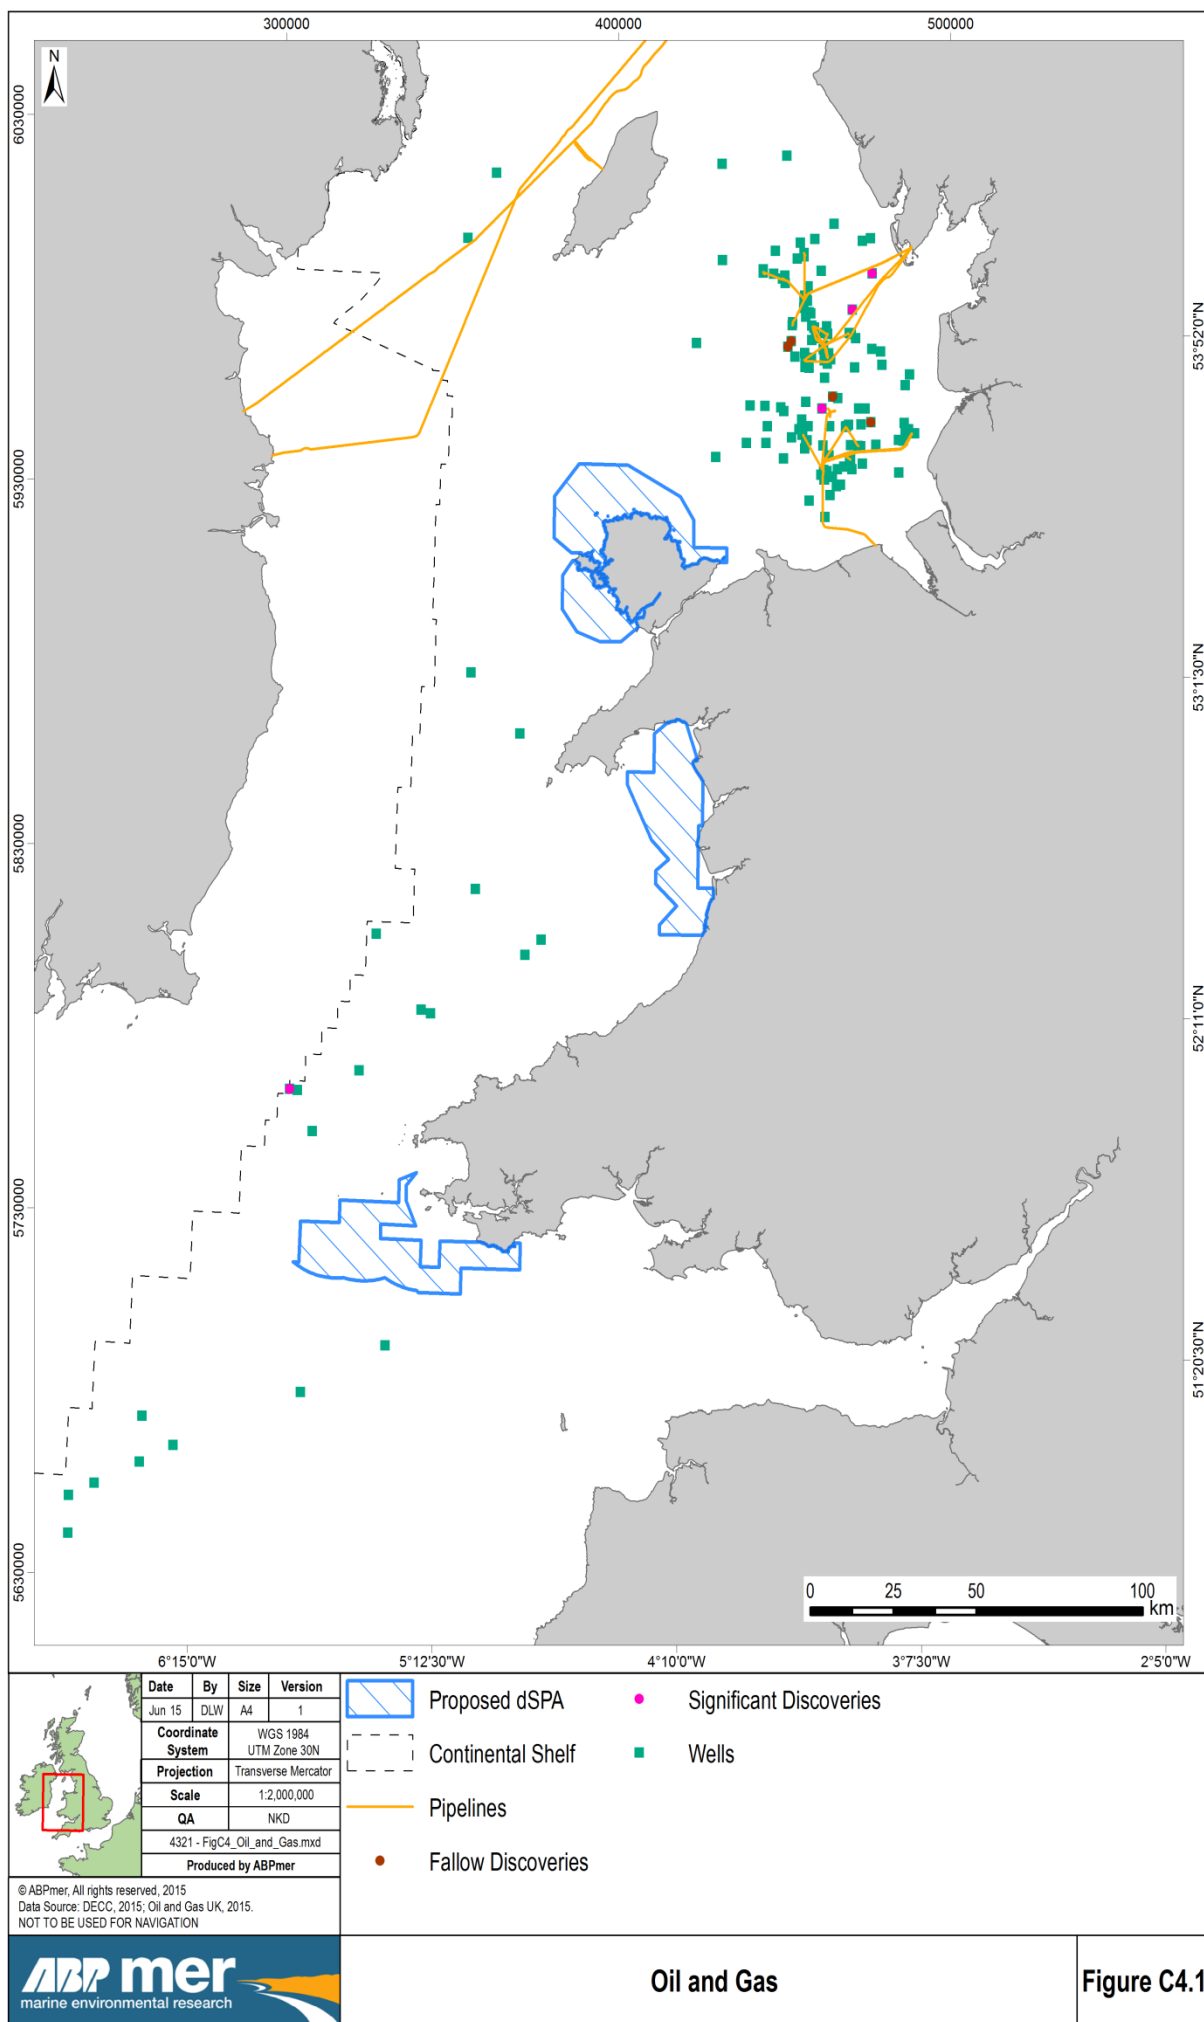 300000 400000 500000
N
6030000
5930000
5830000
5730000
5630000
53°52'0"N
53°1'30"N
52°11'0"N
51°20'30"N
0 25 50 100
km
6°15'0"W 5°12'30"W 4°10'0"W 3°7'30"W 2°5'0"W
Date By Size Version
Jun 15 DLW A4 1
Coordinate System WGS 1984 UTM Zone 30N
Projection Transverse Mercator
Scale 1:2,000,000
QA NKD
4321 - FigC4_Oil_and_Gas.mxd
Produced by ABPmer
© ABPmer, All rights reserved, 2015
Data Source: DECC, 2015; Oil and Gas UK, 2015.
NOT TO BE USED FOR NAVIGATION
Proposed dSPA
Continental Shelf
Pipelines
Fallow Discoveries
Significant Discoveries
Wells
ABP mer
marine environmental research
Oil and Gas
Figure C4.1